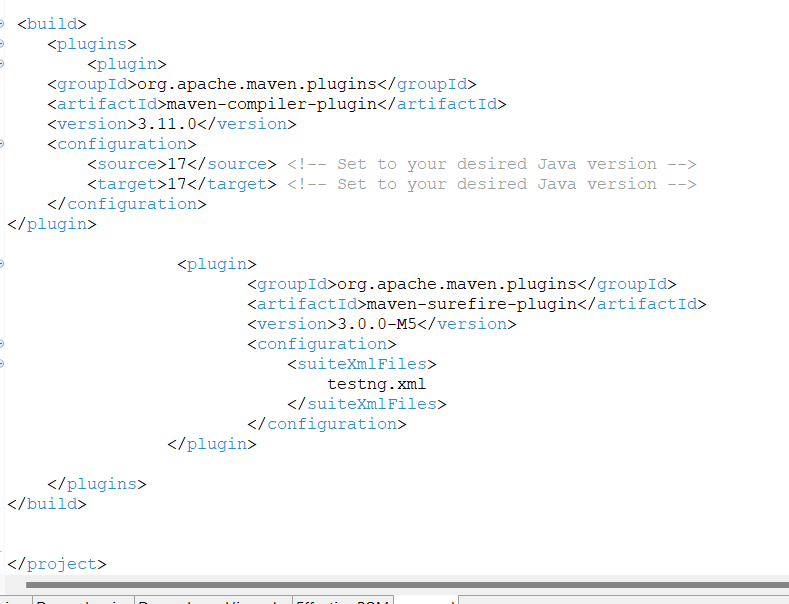 <build>
<plugins>
<plugin>
<groupId>org.apache.maven.plugins</groupId>
<artifactId>maven-compiler-plugin</artifactId>
<version>3.11.0</version>
<configuration>
<source>17</source> <!-- Set to your desired Java version -->
<target>17</target> <!-- Set to your desired Java version -->
</configuration>
</plugin>
<plugin>
<groupId>org.apache.maven.plugins</groupId>
<artifactId>maven-surefire-plugin</artifactId>
<version>3.0.0-M5</version>
<configuration>
<suiteXmlFiles>
testng.xml
</suiteXmlFiles>
</configuration>
</plugin>
</plugins>
</build>
</project>